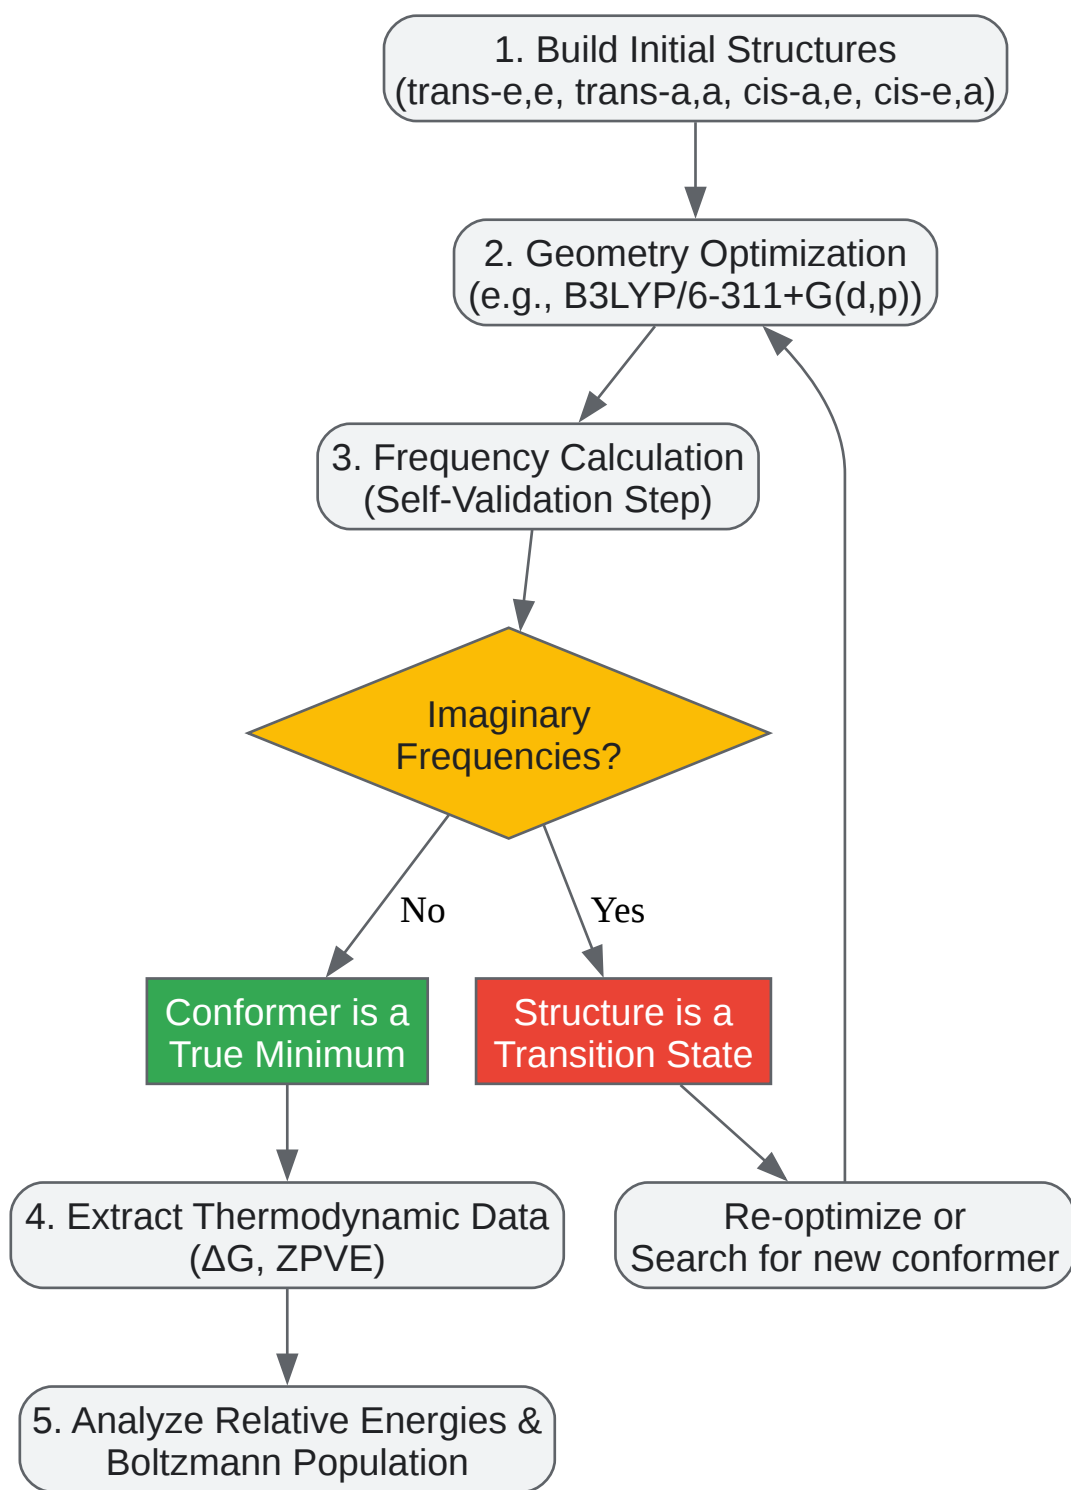 1. Build Initial Structures
(trans-e,e, trans-a,a, cis-a,e, cis-e,a)
2. Geometry Optimization
(e.g., B3LYP/6-311+G(d,p))
3. Frequency Calculation
(Self-Validation Step)
Imaginary
Frequencies?
No
Yes
Conformer is a
True Minimum
Structure is a
Transition State
4. Extract Thermodynamic Data
(ΔG, ZPVE)
Re-optimize or
Search for new conformer
5. Analyze Relative Energies &
Boltzmann Population